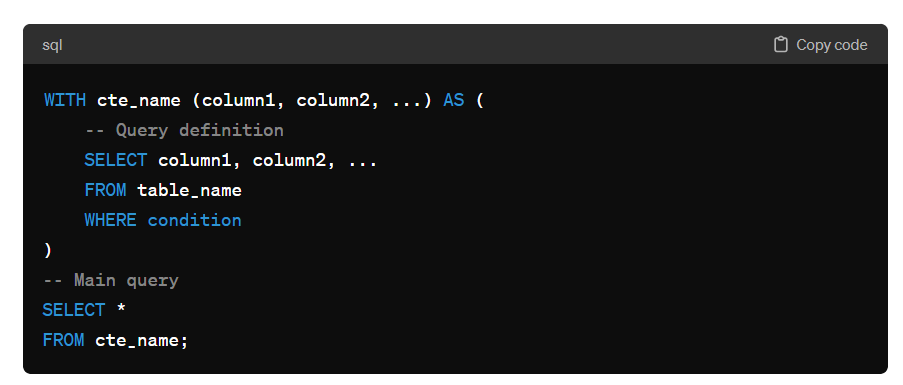 sql
Copy code
WITH cte_name (column1, column2, ...) AS (
    -- Query definition
    SELECT column1, column2, ...
    FROM table_name
    WHERE condition
)
-- Main query
SELECT *
FROM cte_name;